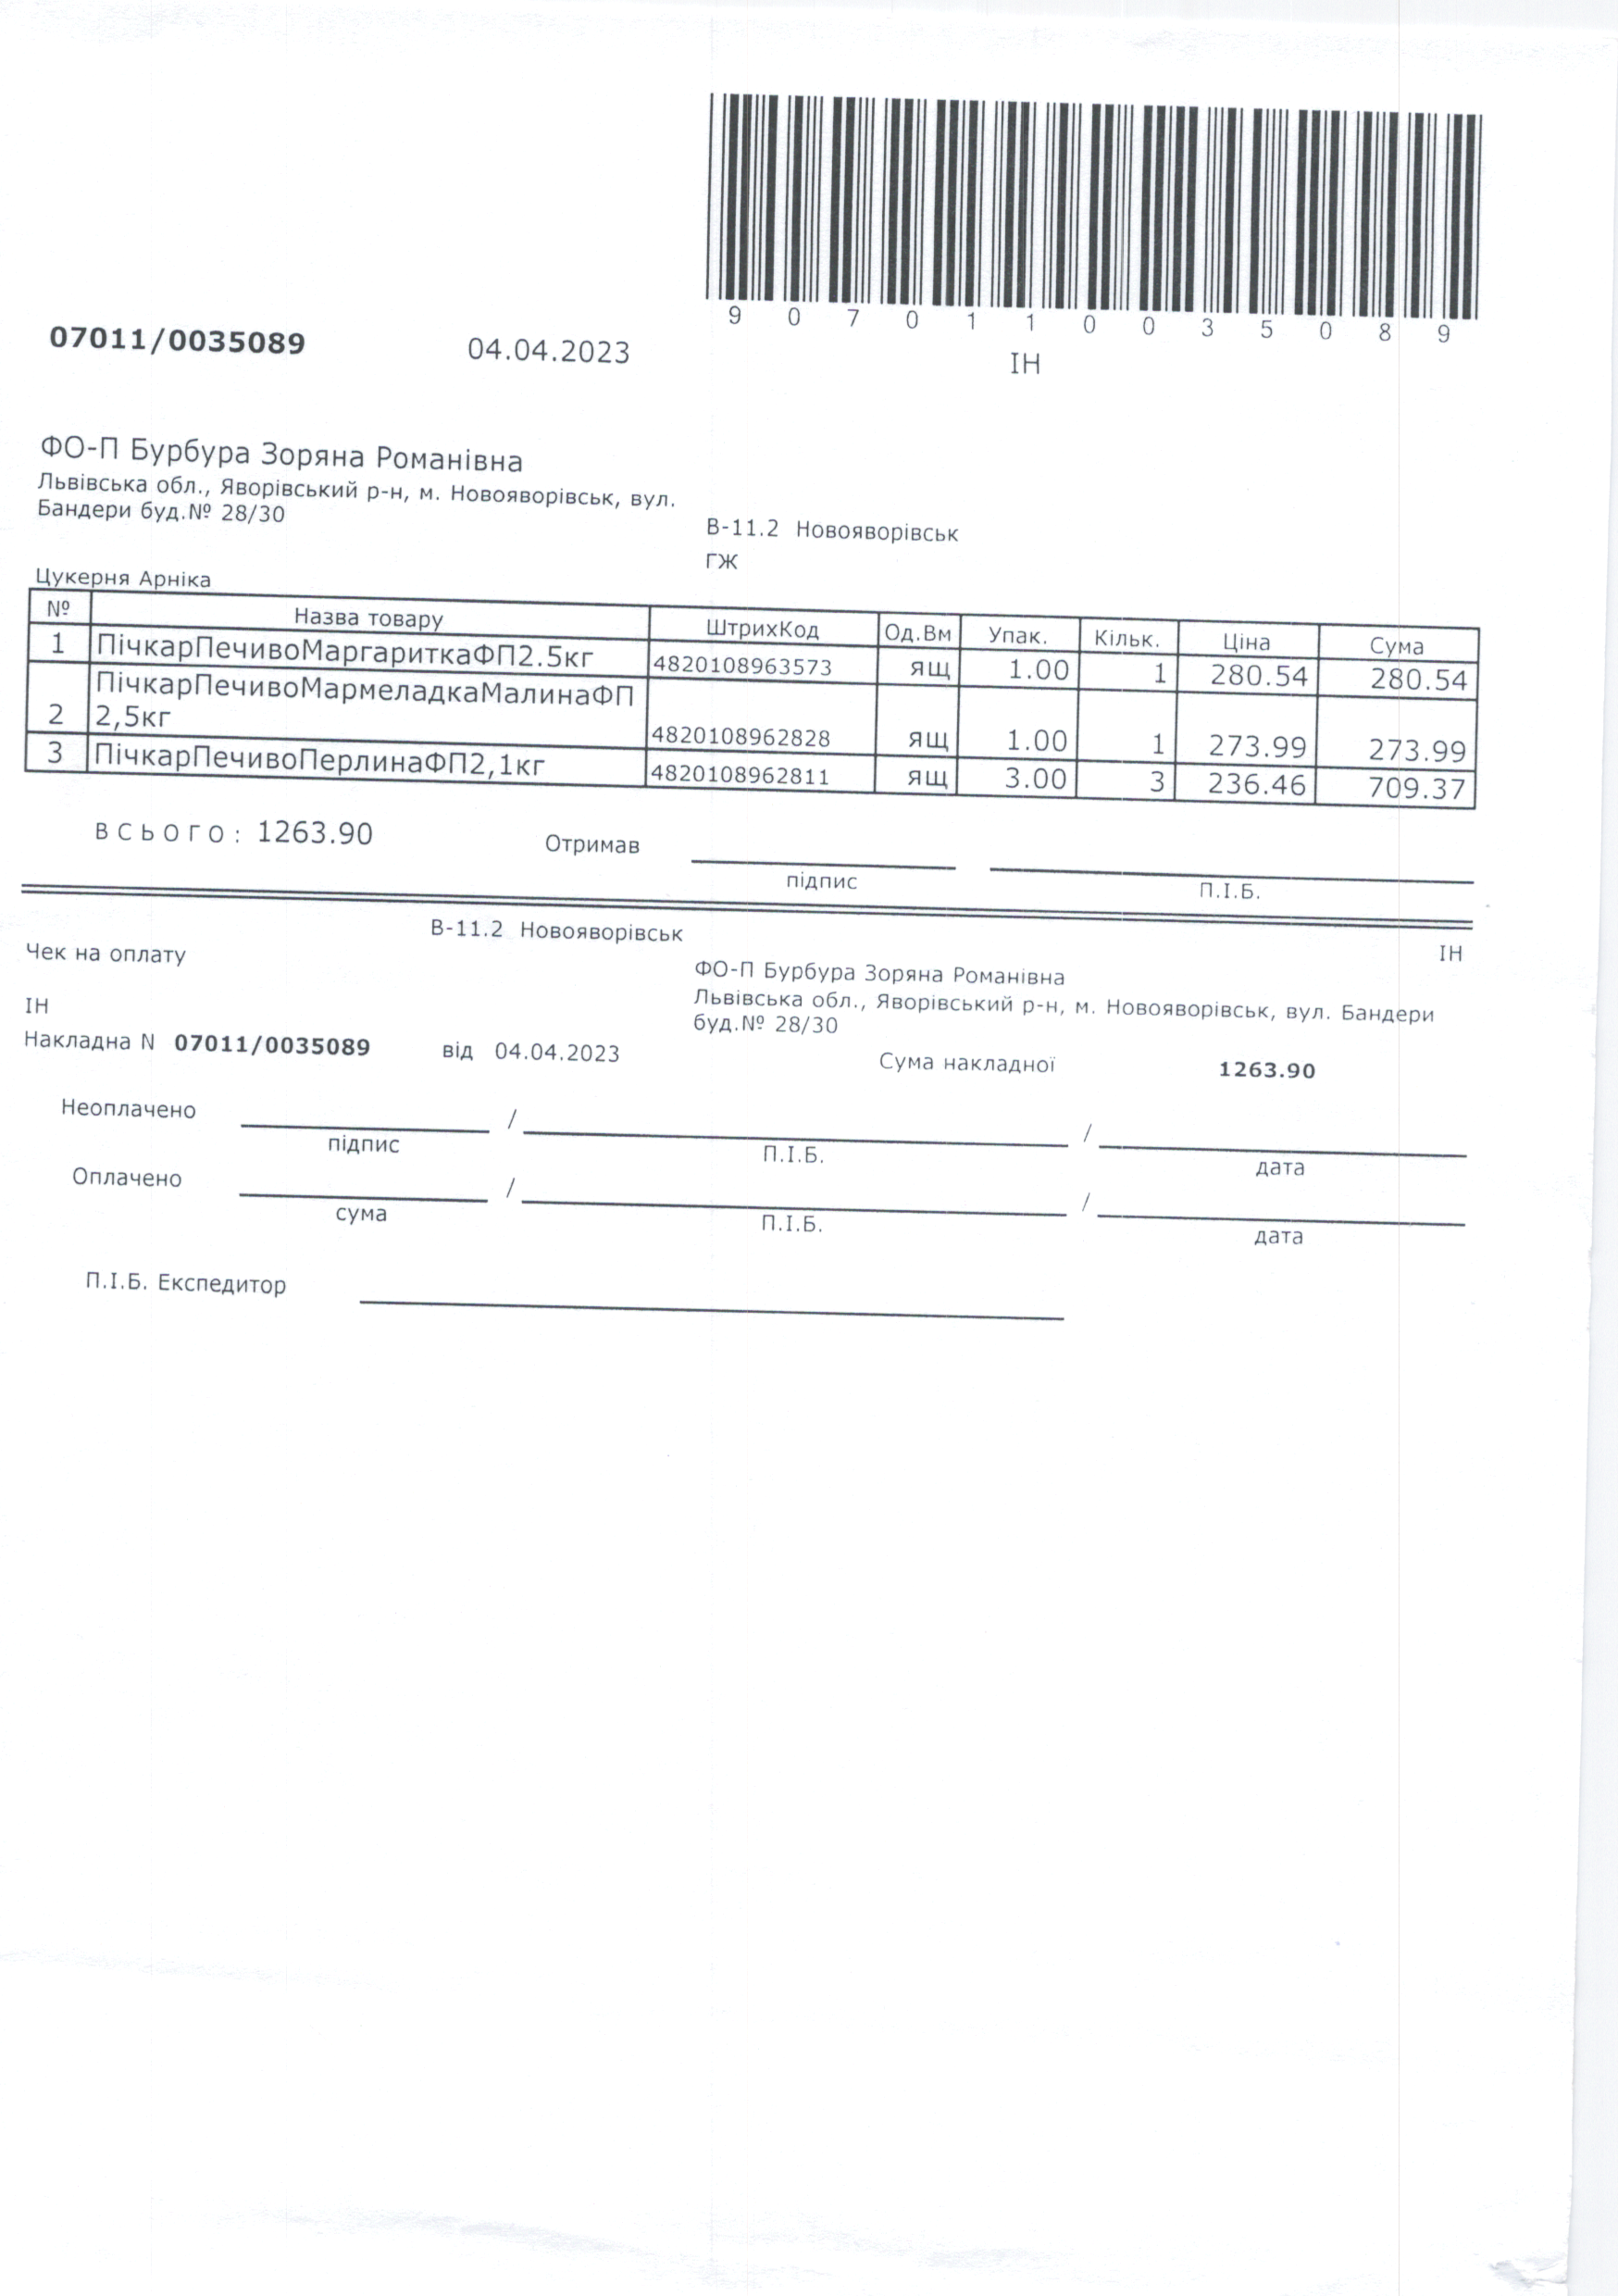 9 0 7 0 1 1 0 0 3 5 0 8 9
07011/0035089 04.04.2023 ІН
ФО-П Бурбура Зоряна Романівна
Львівська обл., Яворівський р-н, м. Новояворівськ, вул.
Бандери буд.№ 28/30
В-11.2 Новояворівськ
ГЖ
Цукерня Арніка
№ Назва товару ШтрихКод Од.Вм Упак. Кільк. Ціна Сума
1 ПічкарПечивоМаргариткаФП2.5кг 4820108963573 ящ 1.00 1 280.54 280.54
ПічкарПечивоМармеладкаМалинаФП
2 2,5кг 4820108962828 ящ 1.00 1 273.99 273.99
3 ПічкарПечивоПерлинаФП2,1кг 4820108962811 ящ 3.00 3 236.46 709.37
ВСЬОГО: 1263.90 Отримав
підпис П.І.Б.
В-11.2 Новояворівськ ІН
Чек на оплату
ФО-П Бурбура Зоряна Романівна
Львівська обл., Яворівський р-н, м. Новояворівськ, вул. Бандери
буд.№ 28/30
ІН
Накладна N 07011/0035089 від 04.04.2023 Сума накладної 1263.90
Неоплачено / /
підпис П.І.Б. дата
Оплачено / /
сума П.І.Б. дата
П.І.Б. Експедитор